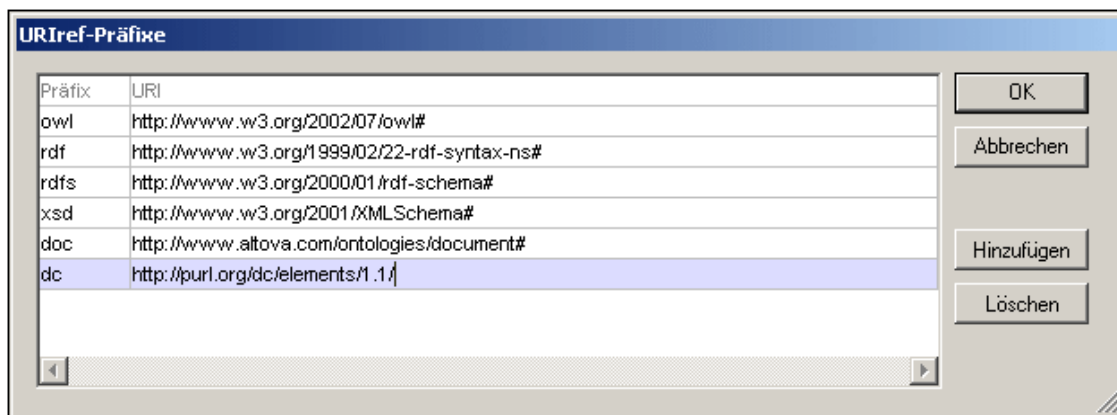 URIref-Präfixe
Präfix URI
owl http://www.w3.org/2002/07/owl#
rdf http://www.w3.org/1999/02/22-rdf-syntax-ns#
rdfs http://www.w3.org/2000/01/rdf-schema#
xsd http://www.w3.org/2001/XMLSchema#
doc http://www.altova.com/ontologies/document#
dc http://purl.org/dc/elements/1.1/
OK
Abbrechen
Hinzufügen
Löschen